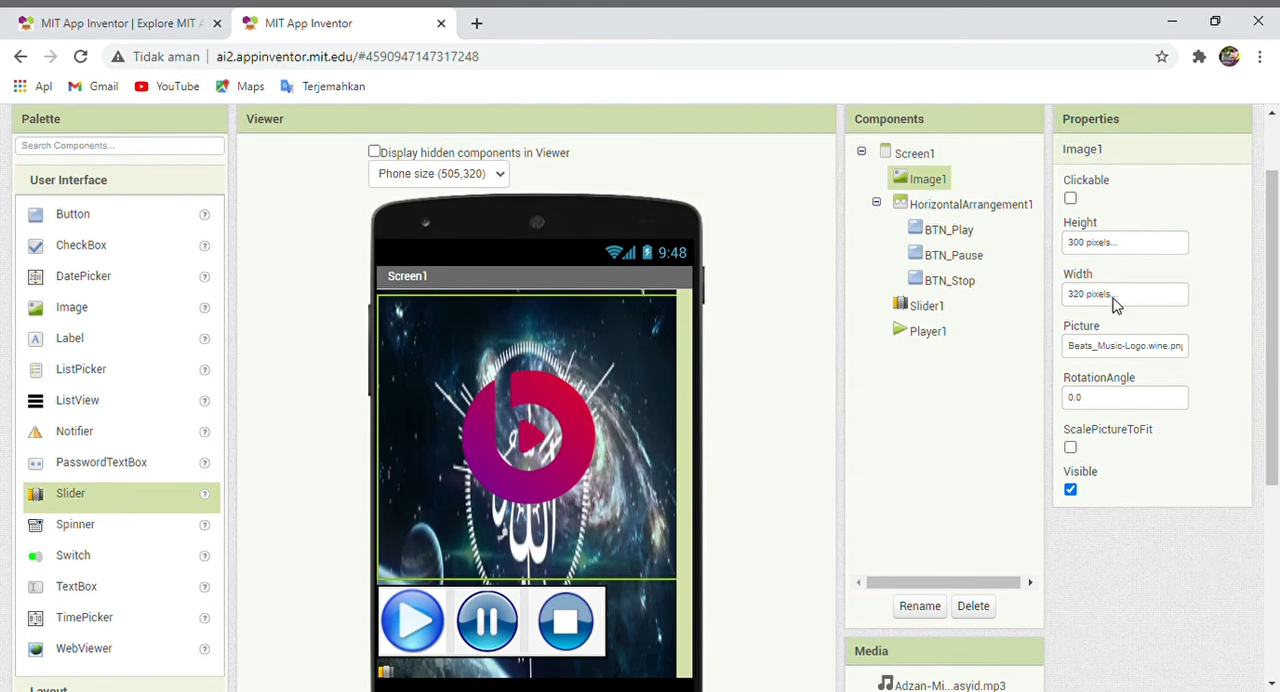 MIT App Inventor | Explore MIT A
MIT App Inventor
Tidak aman
ai2.appinventor.mit.edu/#4590947147317248
Apl
Gmail
YouTube
Maps
Terjemahkan
Palette
Search Components...
User Interface
Button
CheckBox
DatePicker
Image
Label
ListPicker
ListView
Notifier
PasswordTextBox
Slider
Spinner
Switch
TextBox
TimePicker
WebViewer
Layout
Viewer
Display hidden components in Viewer
Phone size (505,320)
9:48
Screen1
الله
Components
Screen1
Image1
HorizontalArrangement1
BTN_Play
BTN_Pause
BTN_Stop
Slider1
Player1
Rename
Delete
Media
Adzan-Mi...asyid.mp3
Properties
Image1
Clickable
Height
300 pixels...
Width
320 pixels...
Picture
Beats_Music-Logo.wine.png
RotationAngle
0.0
ScalePictureToFit
Visible